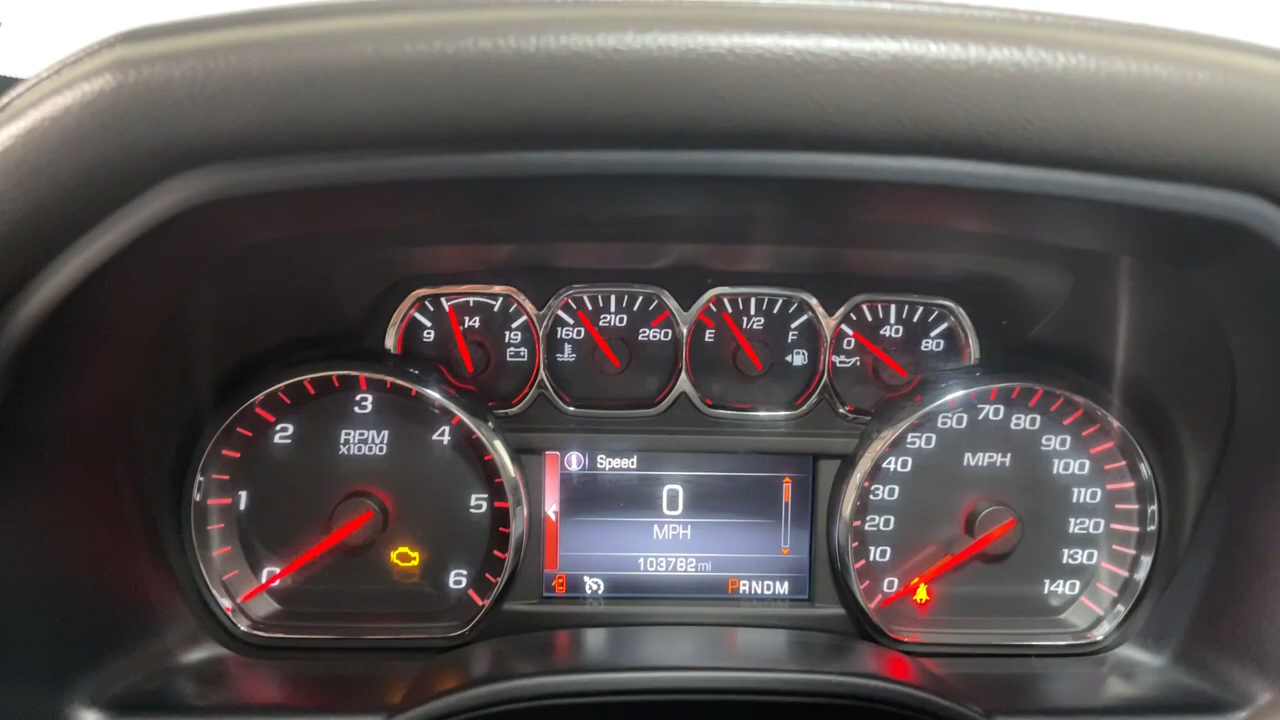 9 14 19
160 210 260
E 1/2 F
0 40 80
0 1 2 3 4 5 6
RPM
x1000
Speed
0
MPH
103782 mi
PRNDM
0 10 20 30 40 50 60 70 80 90 100 110 120 130 140
MPH